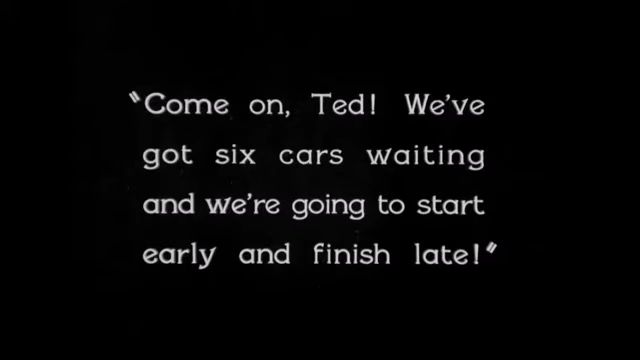 "Come on, Ted! We've
got six cars waiting
and we're going to start
early and finish late!"